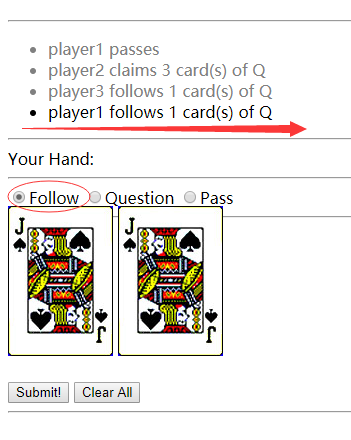 player1 passes
player2 claims 3 card(s) of Q
player3 follows 1 card(s) of Q
player1 follows 1 card(s) of Q
Your Hand:
Follow Question Pass
J J
J J
Submit! Clear All